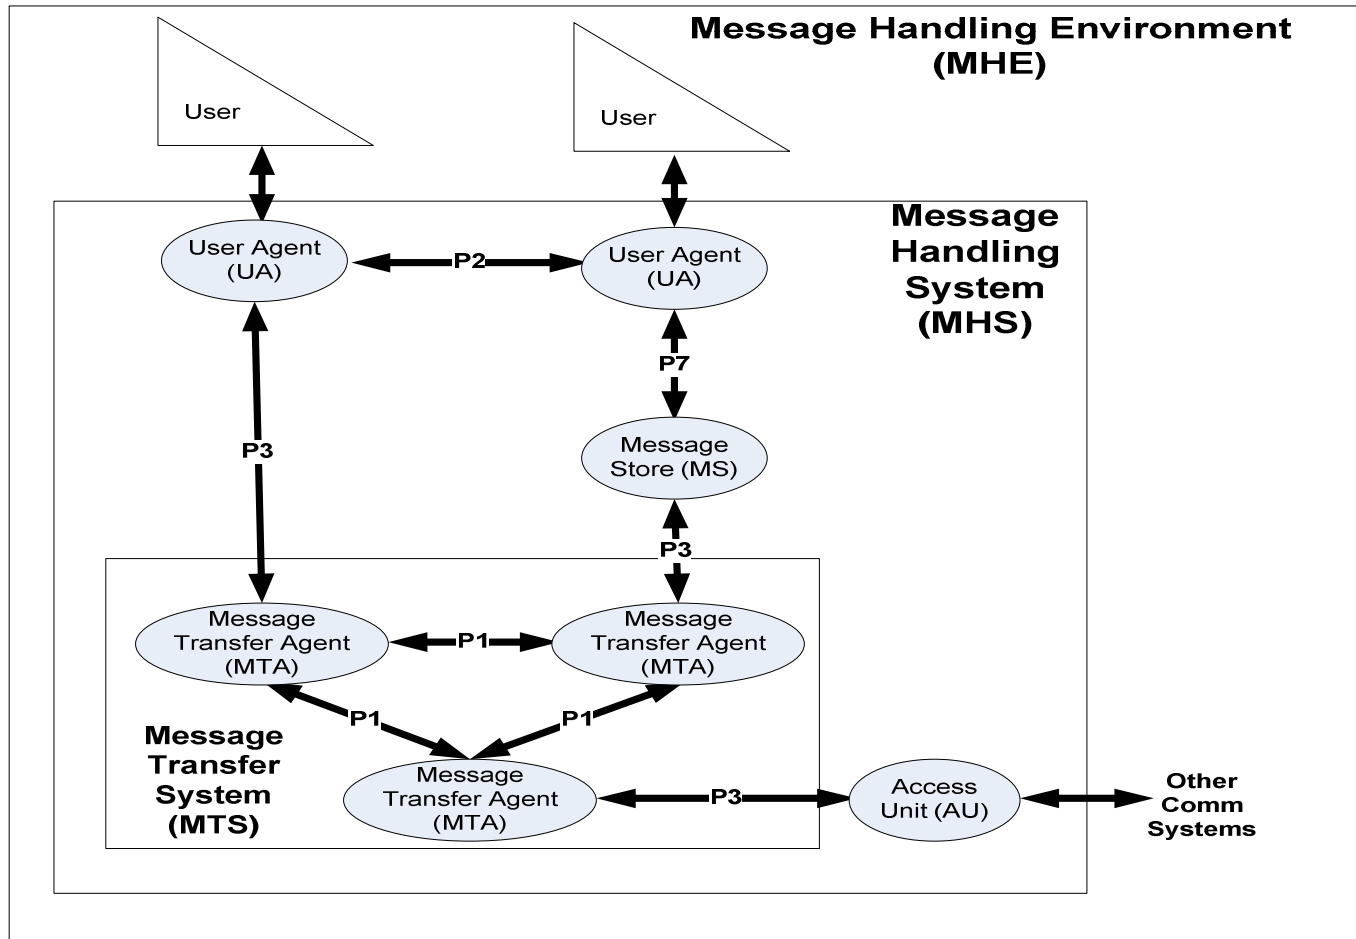 Message Handling Environment
(MHE)
User
User
Message
Handling
System
(MHS)
User Agent
(UA)
P2
User Agent
(UA)
P7
P3
Message
Store (MS)
P3
Message
Transfer Agent
(MTA)
P1
Message
Transfer Agent
(MTA)
P1
P1
Message
Transfer
System
(MTS)
Message
Transfer Agent
(MTA)
P3
Access
Unit (AU)
Other
Comm
Systems